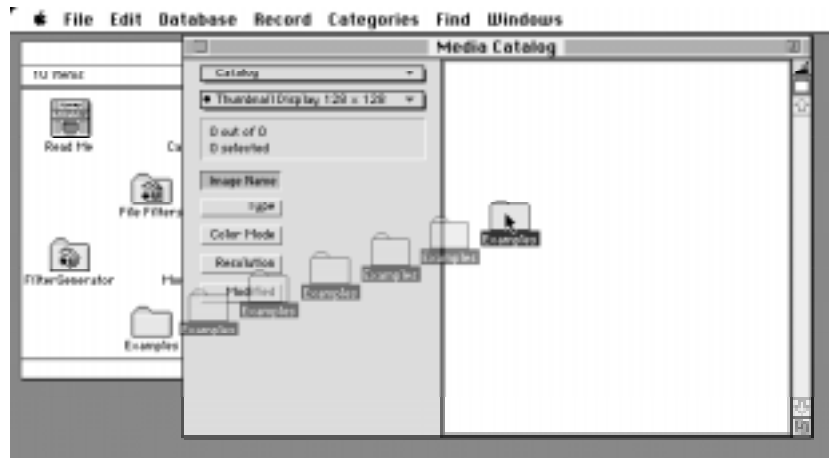 File Edit Database Record Categories Find Windows
Media Catalog
10 items
Read Me
File Filters
FilterGenerator
Examples
Catalog
Thumbnail Display 128 x 128
0 out of 0
0 selected
Image Name
Type
Color Mode
Resolution
Modified
Examples
Examples
Examples
Examples
Examples
Examples